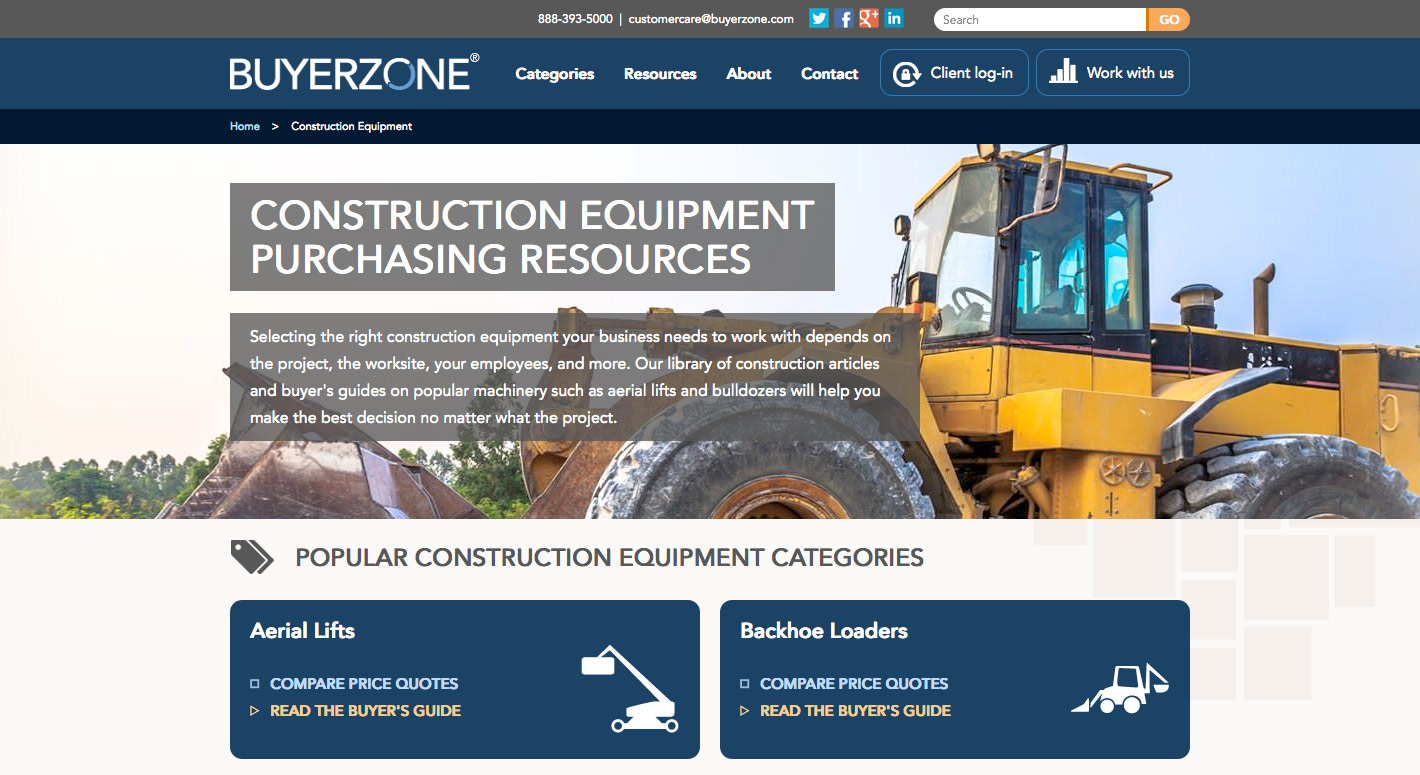 888-393-5000 | customercare@buyerzone.com
Search
GO
BUYERZONE®
Categories
Resources
About
Contact
Client log-in
Work with us
Home > Construction Equipment
CONSTRUCTION EQUIPMENT
PURCHASING RESOURCES
Selecting the right construction equipment your business needs to work with depends on
the project, the worksite, your employees, and more. Our library of construction articles
and buyer's guides on popular machinery such as aerial lifts and bulldozers will help you
make the best decision no matter what the project.
POPULAR CONSTRUCTION EQUIPMENT CATEGORIES
Aerial Lifts
COMPARE PRICE QUOTES
READ THE BUYER'S GUIDE
Backhoe Loaders
COMPARE PRICE QUOTES
READ THE BUYER'S GUIDE